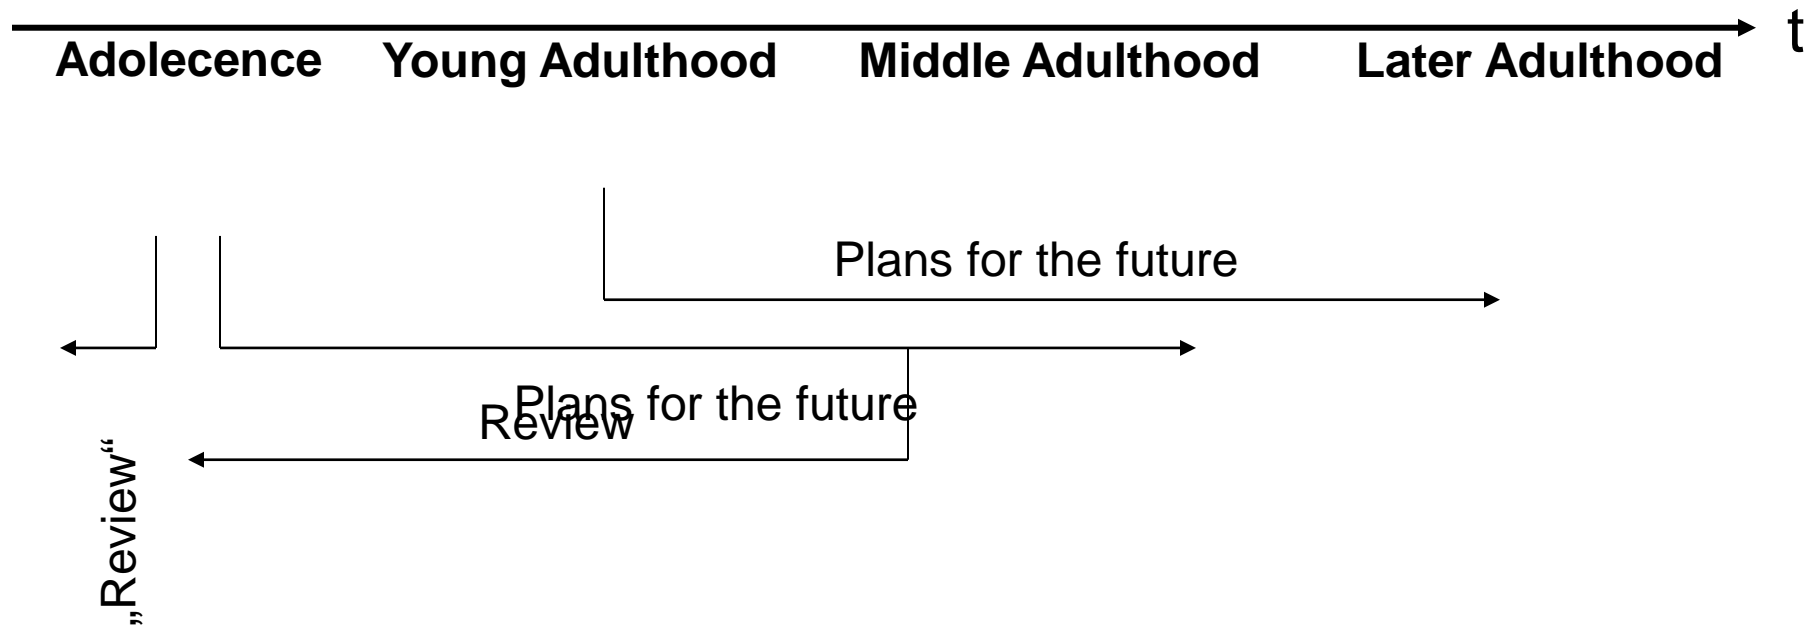 t
Adolecence Young Adulthood Middle Adulthood Later Adulthood
Plans for the future
Plans for the future
Review
„Review“